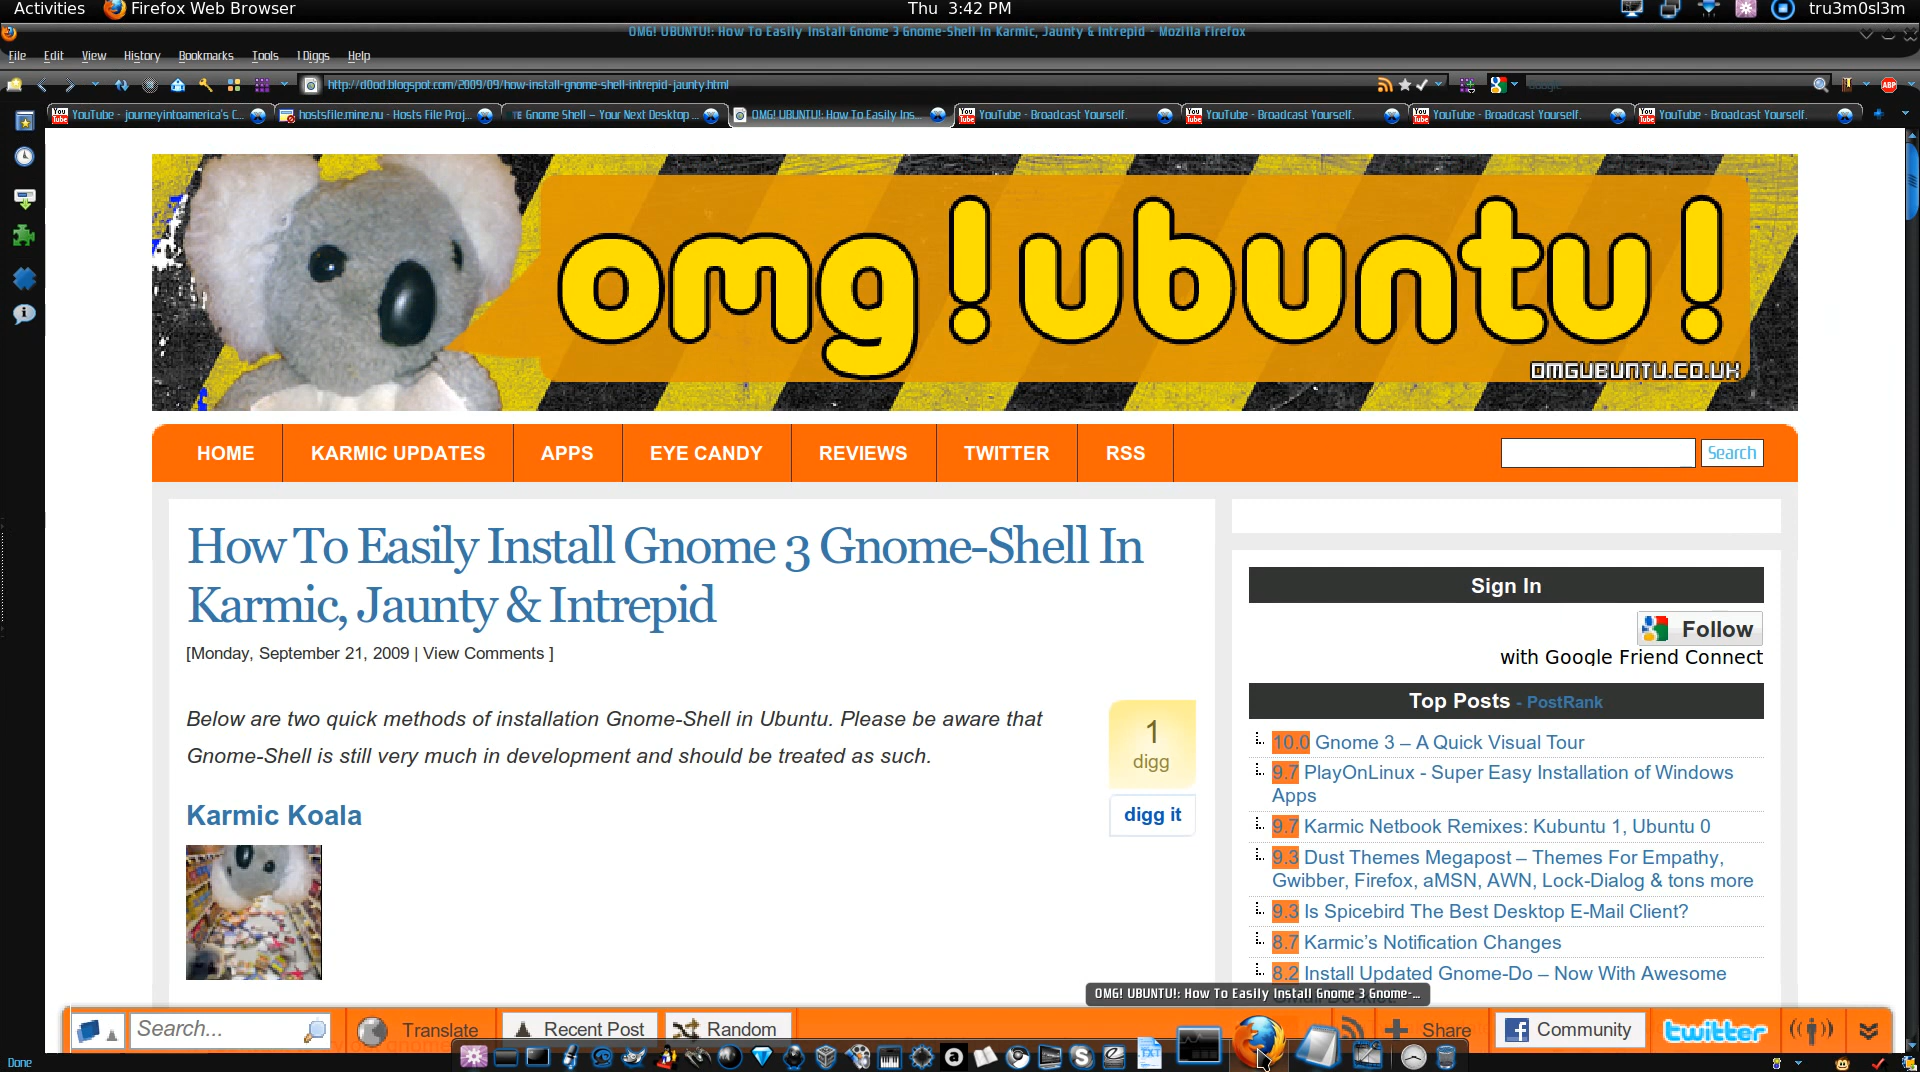 Activities Firefox Web Browser Thu 3:42 PM tru3m0sl3m
OMG! UBUNTU!: How To Easily Install Gnome 3 Gnome-Shell In Karmic, Jaunty & Intrepid - Mozilla Firefox
File Edit View History Bookmarks Tools 1 Diggs Help
http://d0od.blogspot.com/2009/09/how-install-gnome-shell-intrepid-jaunty.html Google
YouTube - journeyintoamerica's C... hostsfile.mine.nu - Hosts File Proj... Gnome Shell – Your Next Desktop ... OMG! UBUNTU!: How To Easily Ins... YouTube - Broadcast Yourself. YouTube - Broadcast Yourself. YouTube - Broadcast Yourself. YouTube - Broadcast Yourself.
omg!ubuntu!
OMGUBUNTU.CO.UK
HOME KARMIC UPDATES APPS EYE CANDY REVIEWS TWITTER RSS Search
How To Easily Install Gnome 3 Gnome-Shell In
Karmic, Jaunty & Intrepid
[Monday, September 21, 2009 | View Comments ]
Below are two quick methods of installation Gnome-Shell in Ubuntu. Please be aware that
Gnome-Shell is still very much in development and should be treated as such.
1
digg
digg it
Karmic Koala
Sign In
Follow
with Google Friend Connect
Top Posts - PostRank
10.0 Gnome 3 – A Quick Visual Tour
9.7 PlayOnLinux - Super Easy Installation of Windows
Apps
9.7 Karmic Netbook Remixes: Kubuntu 1, Ubuntu 0
9.3 Dust Themes Megapost – Themes For Empathy,
Gwibber, Firefox, aMSN, AWN, Lock-Dialog & tons more
9.3 Is Spicebird The Best Desktop E-Mail Client?
8.7 Karmic's Notification Changes
8.2 Install Updated Gnome-Do – Now With Awesome
OMG! UBUNTU!: How To Easily Install Gnome 3 Gnome-...
Search... Translate Recent Post Random Share Community twitter
TXT
Done